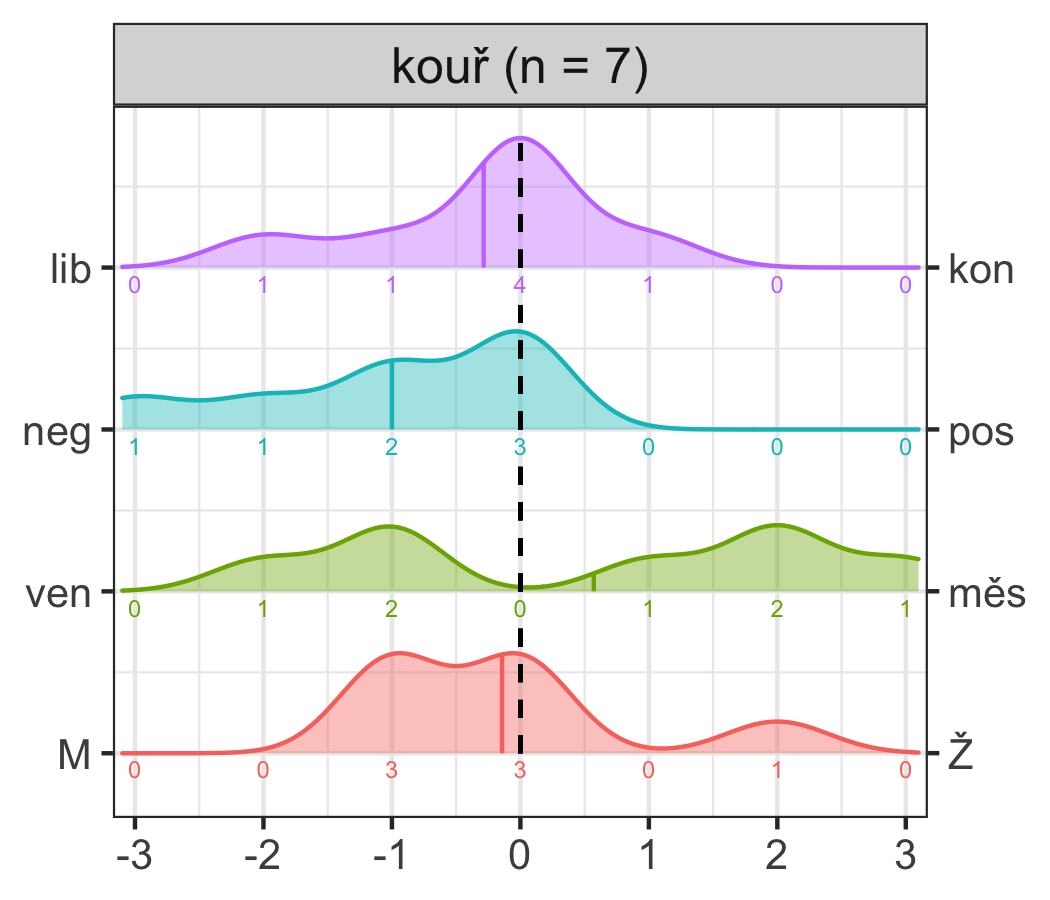 kouř (n = 7)
lib kon
0 1 1 4 1 0 0
neg pos
1 1 2 3 0 0 0
ven měs
0 1 2 0 1 2 1
M Ž
0 0 3 3 0 1 0
-3 -2 -1 0 1 2 3